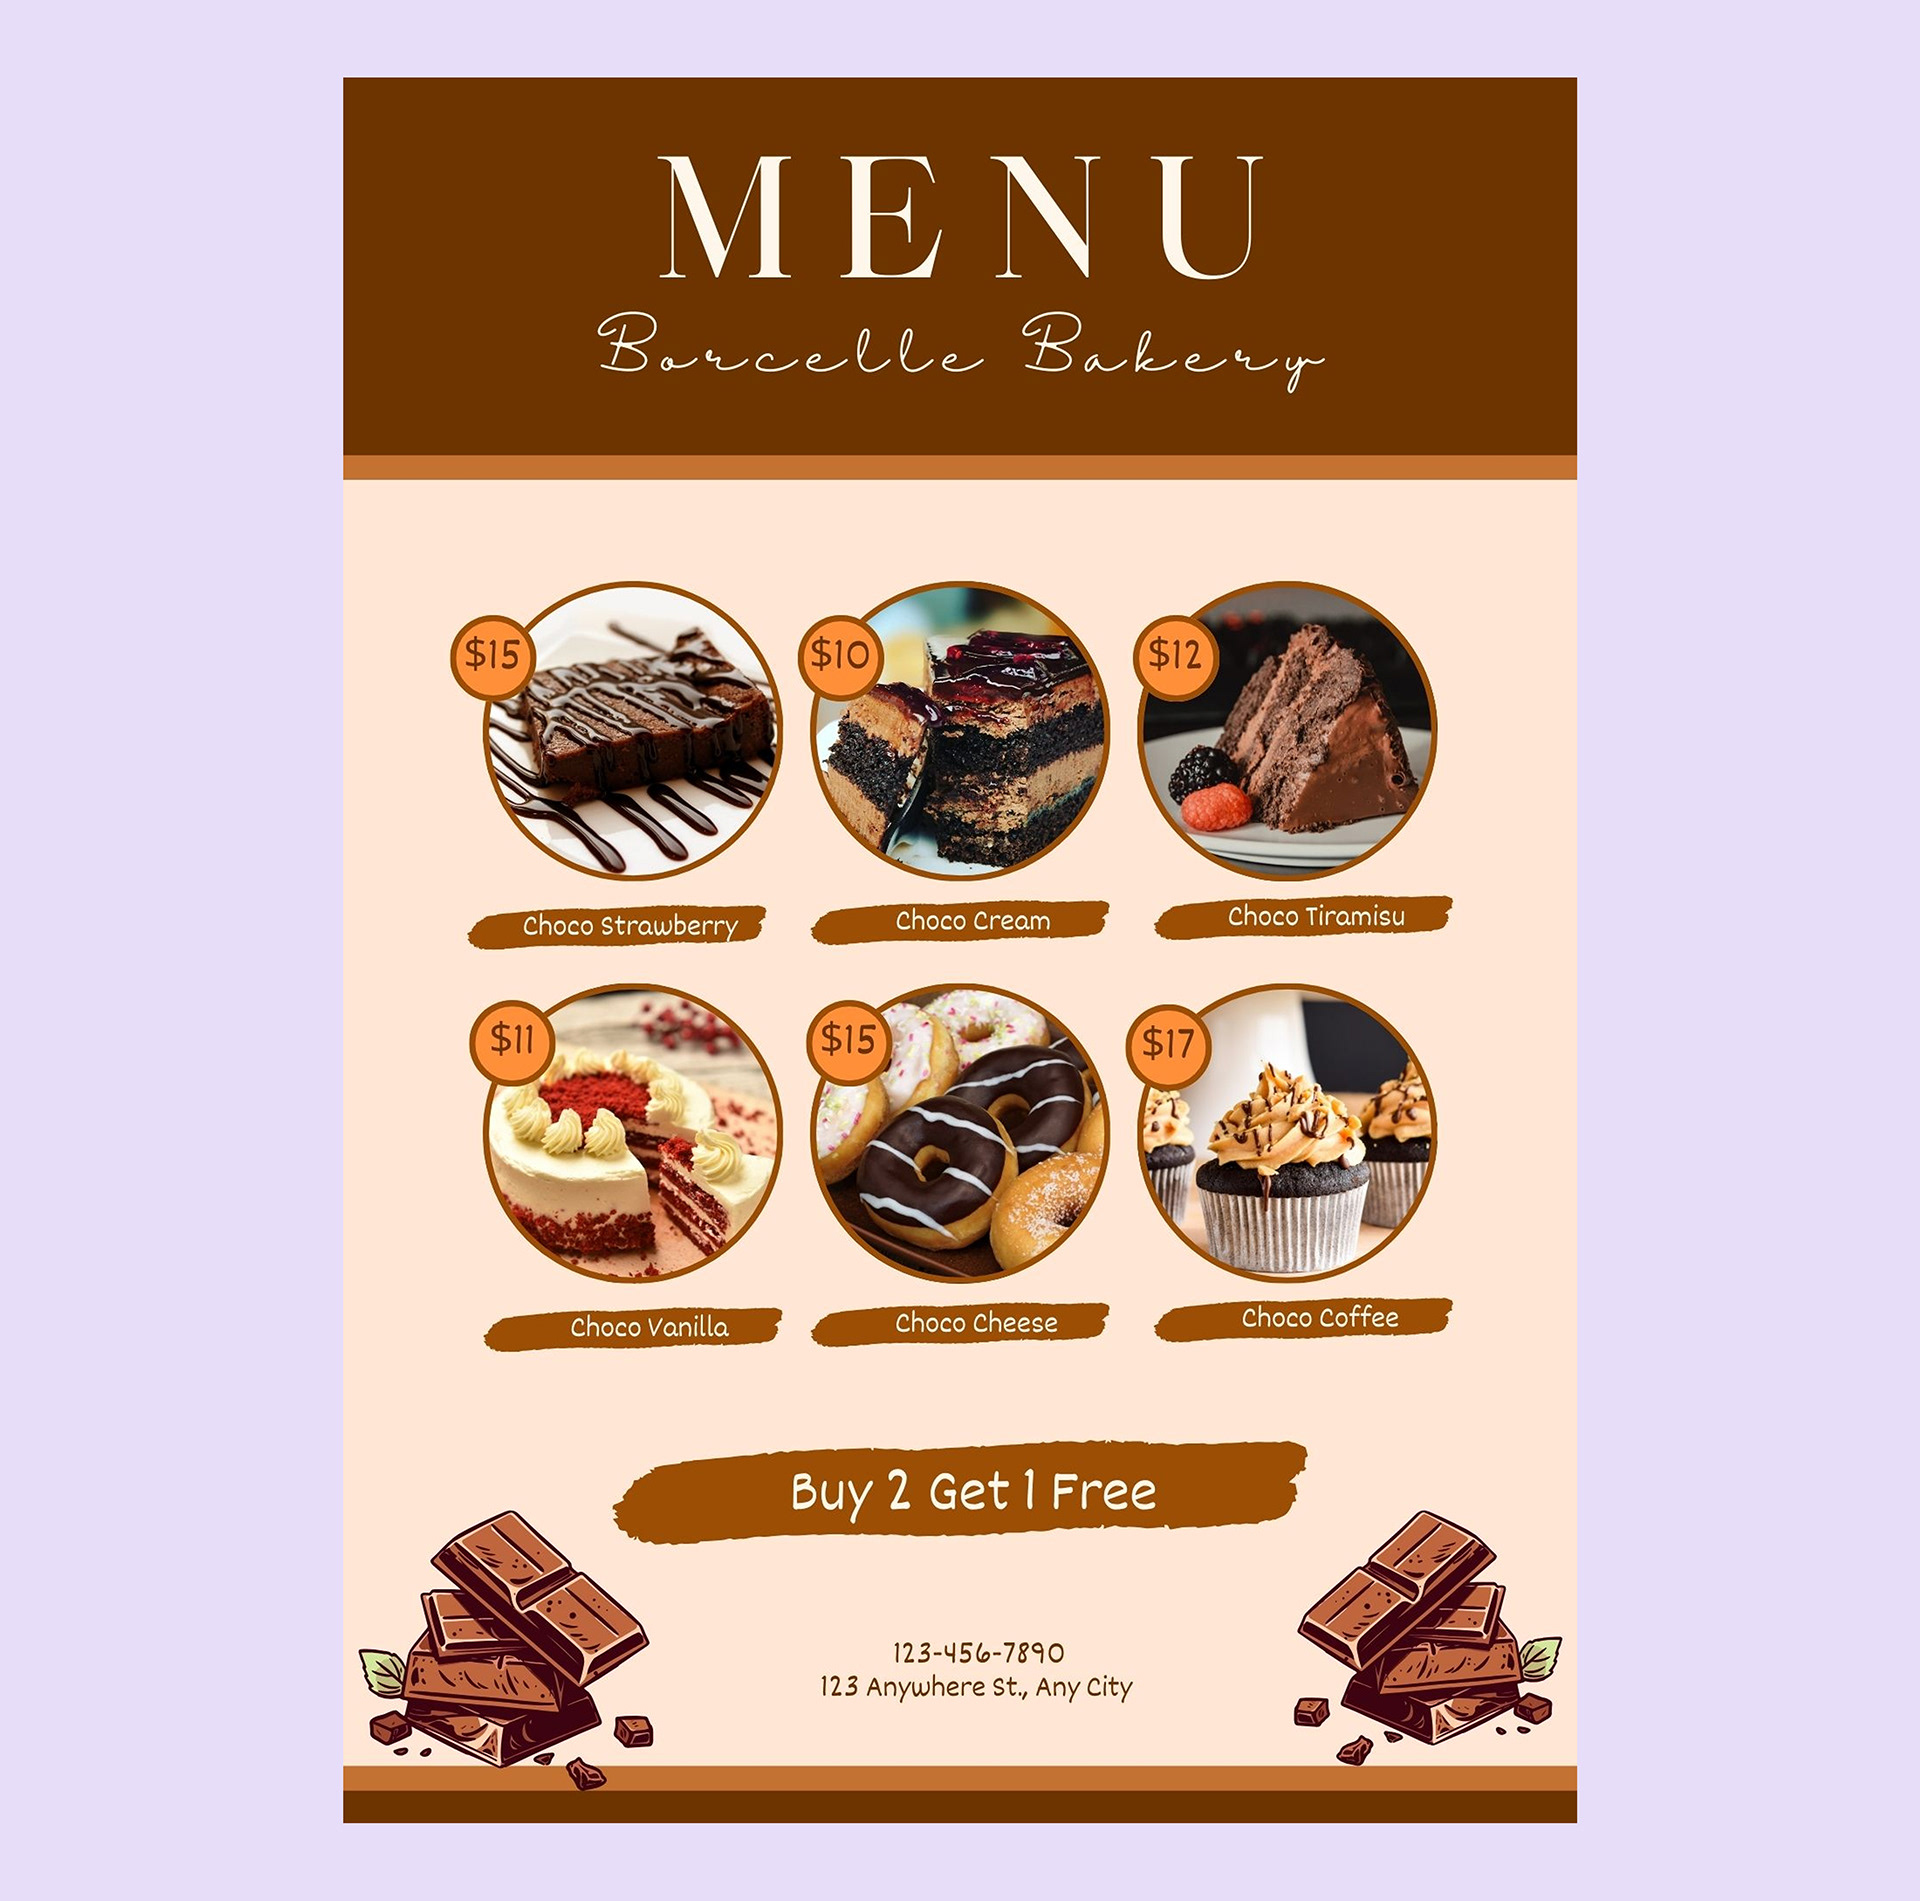 MENU
Borcelle Bakery
$15
$10
$12
Choco Strawberry
Choco Cream
Choco Tiramisu
$11
$15
$17
Choco Vanilla
Choco Cheese
Choco Coffee
Buy 2 Get 1 Free
123-456-7890
123 Anywhere St., Any City